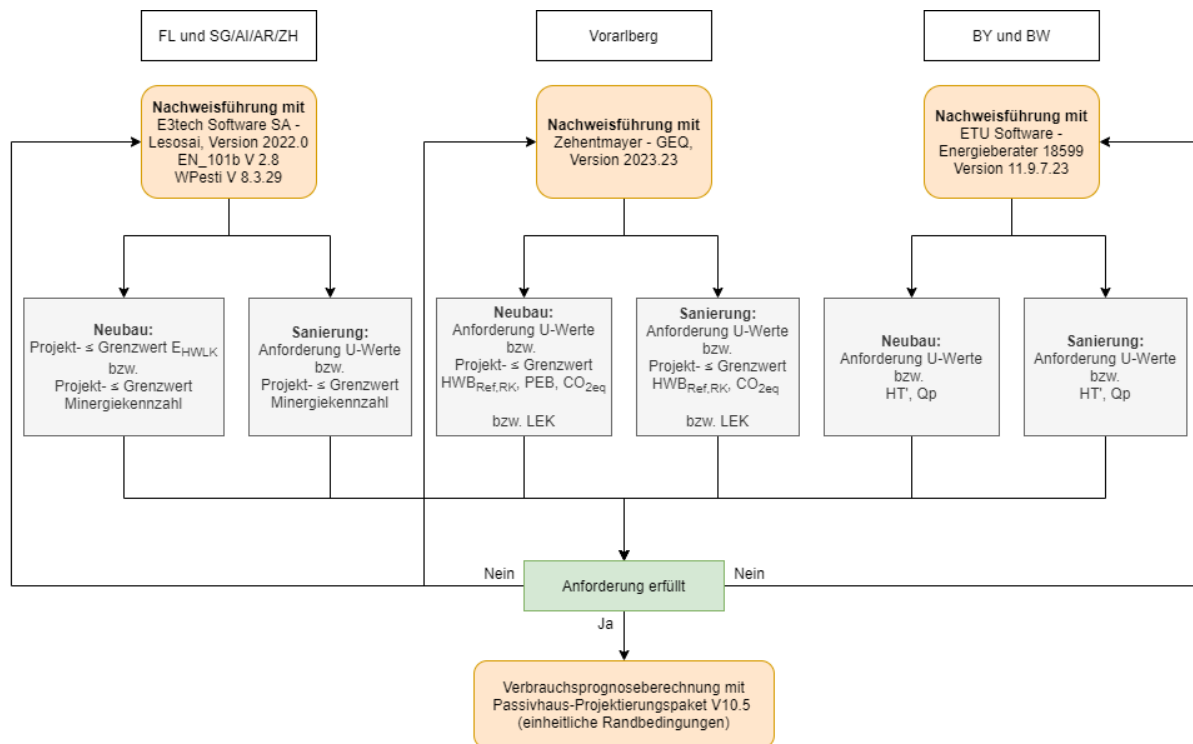 FL und SG/AI/AR/ZH
Vorarlberg
BY und BW
Nachweisführung mit
E3tech Software SA -
Lesosai, Version 2022.0
EN_101b V 2.8
WPesti V 8.3.29
Nachweisführung mit
Zehentmayer - GEQ,
Version 2023.23
Nachweisführung mit
ETU Software -
Energieberater 18599
Version 11.9.7.23
Neubau:
Projekt- ≤ Grenzwert E_HWLK
bzw.
Projekt- ≤ Grenzwert
Minergiekennzahl
Sanierung:
Anforderung U-Werte
bzw.
Projekt- ≤ Grenzwert
Minergiekennzahl
Neubau:
Anforderung U-Werte
bzw.
Projekt- ≤ Grenzwert
HWB_Ref,RK, PEB, CO_2eq
bzw. LEK
Sanierung:
Anforderung U-Werte
bzw.
Projekt- ≤ Grenzwert
HWB_Ref,RK, CO_2eq
bzw. LEK
Neubau:
Anforderung U-Werte
bzw.
HT', Qp
Sanierung:
Anforderung U-Werte
bzw.
HT', Qp
Nein
Anforderung erfüllt
Nein
Ja
Verbrauchsprognoseberechnung mit
Passivhaus-Projektierungspaket V10.5
(einheitliche Randbedingungen)